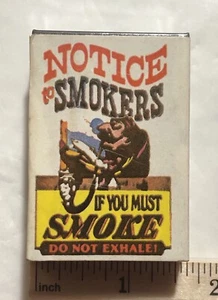 NOTICE
to SMOKERS
IF YOU MUST
SMOKE
DO NOT EXHALE!
inch 1 2